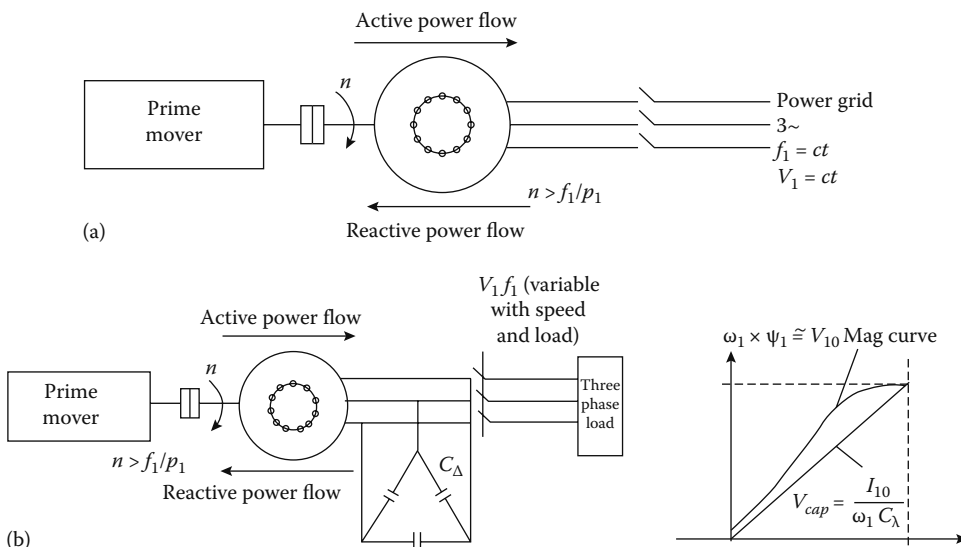 Active power flow
n
Prime
mover
Power grid
3~
f1 = ct
V1 = ct
n > f1/p1
Reactive power flow
(a)
V1 f1 (variable
with speed
and load)
Active power flow
n
Prime
mover
Three
phase
load
n > f1/p1
Reactive power flow
CΔ
(b)
ω1 × ψ1 ≅ V10 Mag curve
Vcap = I10 / ω1 Cλ